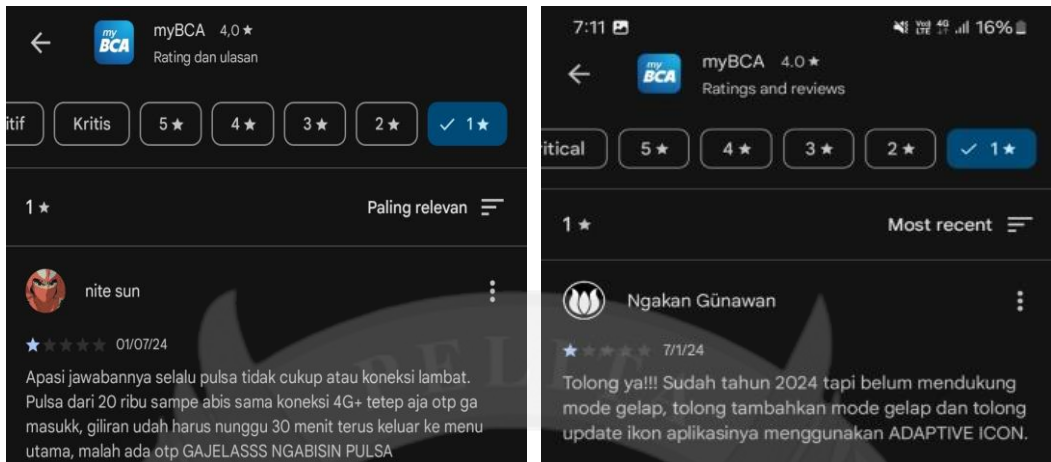 myBCA 4,0 ★
my
BCA
Rating dan ulasan
itif
Kritis
5 ★
4 ★
3 ★
2 ★
✓ 1 ★
1 ★
Paling relevan
nite sun
01/07/24
Apasi jawabannya selalu pulsa tidak cukup atau koneksi lambat.
Pulsa dari 20 ribu sampe abis sama koneksi 4G+ tetep aja otp ga
masukk, giliran udah harus nunggu 30 menit terus keluar ke menu
utama, malah ada otp GAJELASSS NGABISIN PULSA
7:11
16%
myBCA 4.0 ★
my
BCA
Ratings and reviews
itical
5 ★
4 ★
3 ★
2 ★
✓ 1 ★
1 ★
Most recent
Ngakan Günawan
7/1/24
Tolong ya!!! Sudah tahun 2024 tapi belum mendukung
mode gelap, tolong tambahkan mode gelap dan tolong
update ikon aplikasinya menggunakan ADAPTIVE ICON.